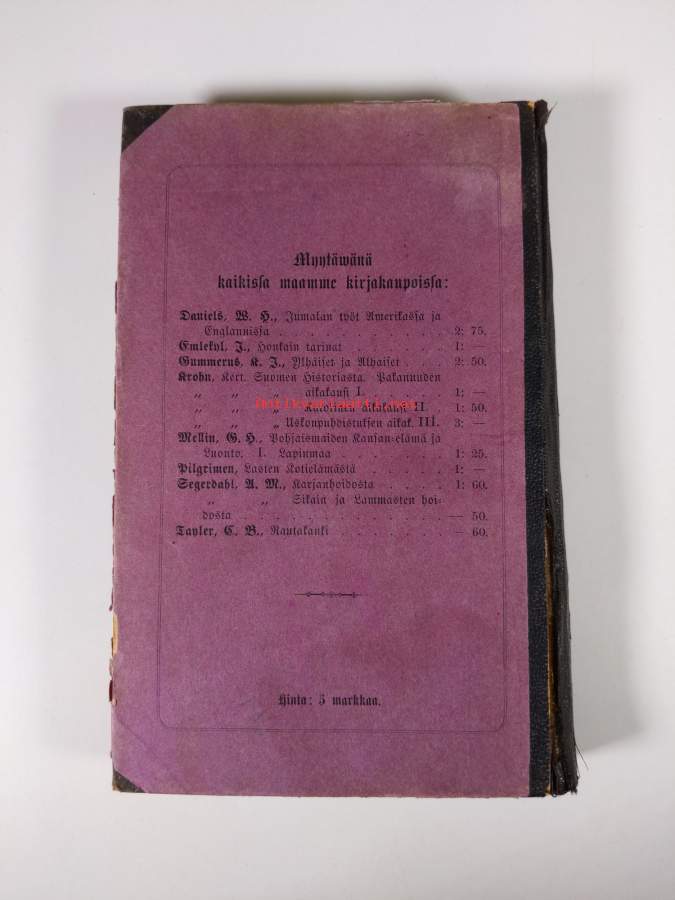 Myytäwänä
kaikissa maamme kirjakaupoissa:
Daniels, W. H., Jumalan työt Amerikassa ja
Englannissa . . . . . . . . . . . 2: 75.
Emlekyl, J., Honkain tarinat . . . . . . 1: —
Gummerus, K. J., Ylhäiset ja Alhaiset . . . 2: 50.
Krohn, Kert. Suomen Historiasta. Pakanuuden
„ „ „ aikakausi I. . . . . . 1: —
„ „ „ Katolinen aikakausi II. 1: 50.
„ „ „ Uskonpuhdistuksen aikak. III. 3: —
Mellin, G. H., Pohjaismaiden Kansan-elämä ja
Luonto. I. Lapinmaa . . . . . . . 1: 25.
Pilgrimen, Lasten Kotielämästä . . . . . 1: —
Segerdahl, A. M., Karjanhoidosta . . . . 1: 60.
„ „ Sikain ja Lammasten hoi-
dosta . . . . . . . . . . . . — 50.
Tayler, C. B., Rautakanki . . . . . . . — 60.
Hinta: 5 markkaa.